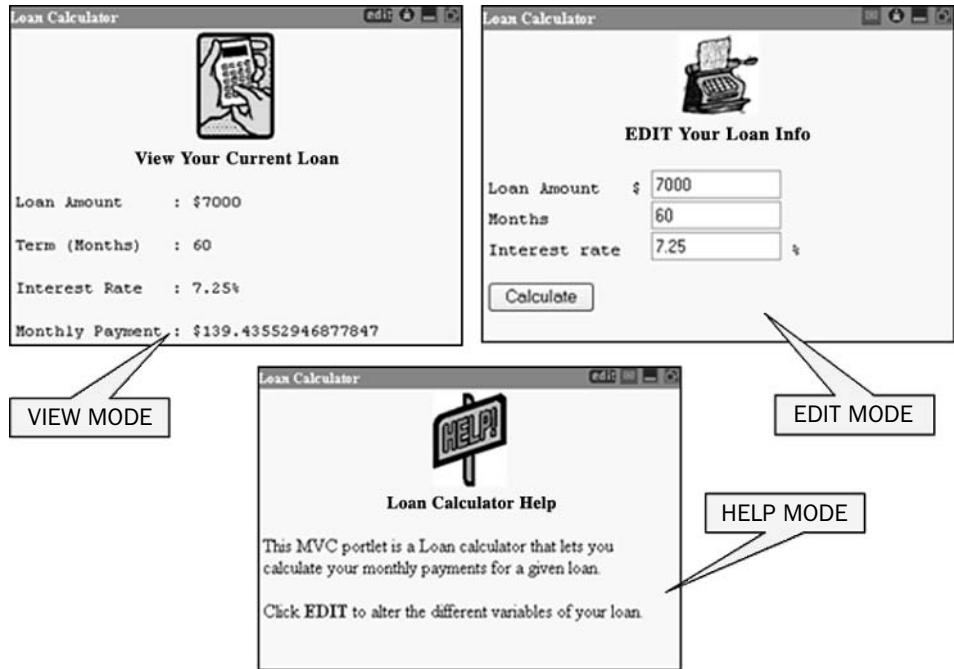 Loan Calculator edit
View Your Current Loan
Loan Amount : $7000
Term (Months) : 60
Interest Rate : 7.25%
Monthly Payment : $139.43552946877847
VIEW MODE
Loan Calculator
EDIT Your Loan Info
Loan Amount $ 7000
Months 60
Interest rate 7.25 %
Calculate
EDIT MODE
Loan Calculator edit
HELP!
Loan Calculator Help
This MVC portlet is a Loan calculator that lets you
calculate your monthly payments for a given loan.
Click EDIT to alter the different variables of your loan.
HELP MODE